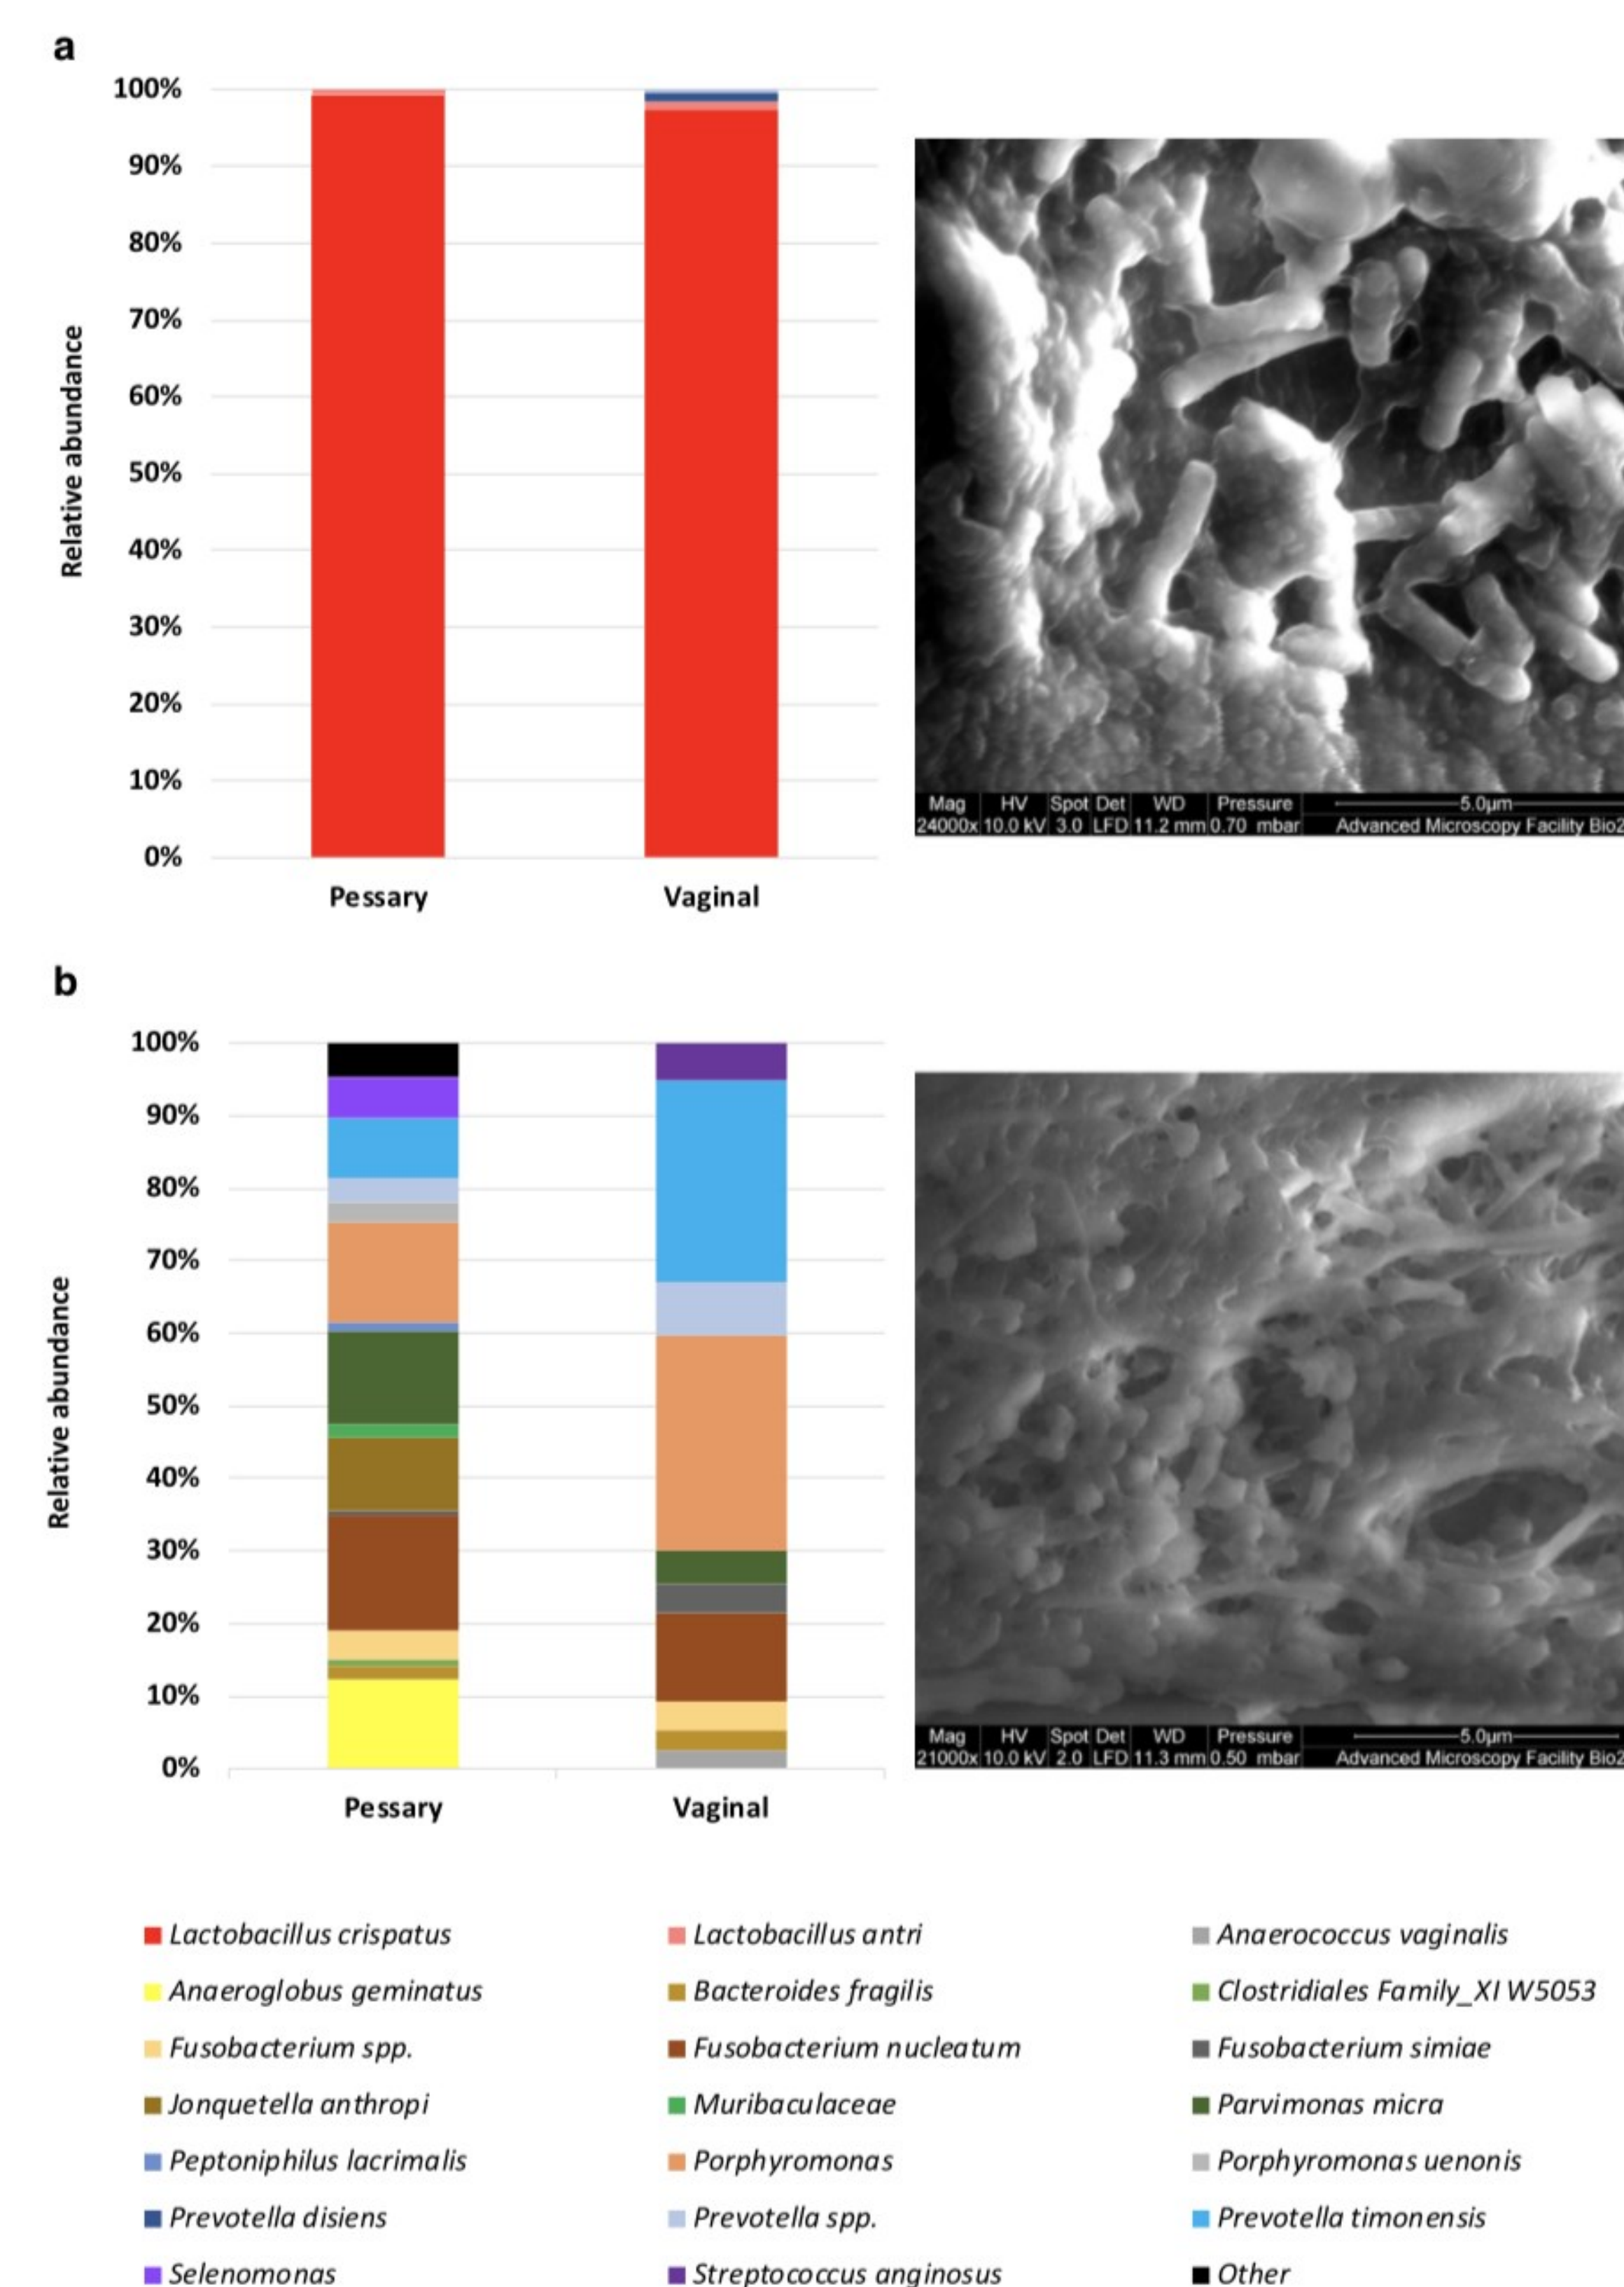 a
100%
90%
80%
70%
60%
50%
40%
30%
20%
10%
0%
Relative abundance
Pessary Vaginal
Mag HV Spot Det WD Pressure 5.0µm
24000x 10.0 kV 3.0 LFD 11.2 mm 0.70 mbar Advanced Microscopy Facility Bio2
b
100%
90%
80%
70%
60%
50%
40%
30%
20%
10%
0%
Relative abundance
Pessary Vaginal
Mag HV Spot Det WD Pressure 5.0µm
21000x 10.0 kV 2.0 LFD 11.3 mm 0.50 mbar Advanced Microscopy Facility Bio2
Lactobacillus crispatus Lactobacillus antri Anaerococcus vaginalis
Anaeroglobus geminatus Bacteroides fragilis Clostridiales Family_XI W5053
Fusobacterium spp. Fusobacterium nucleatum Fusobacterium simiae
Jonquetella anthropi Muribaculaceae Parvimonas micra
Peptoniphilus lacrimalis Porphyromonas Porphyromonas uenonis
Prevotella disiens Prevotella spp. Prevotella timonensis
Selenomonas Streptococcus anginosus Other